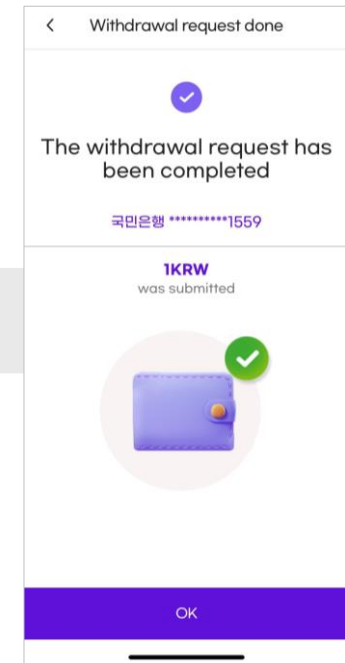 Withdrawal request done
The withdrawal request has
been completed
국민은행 **********1559
1KRW
was submitted
OK